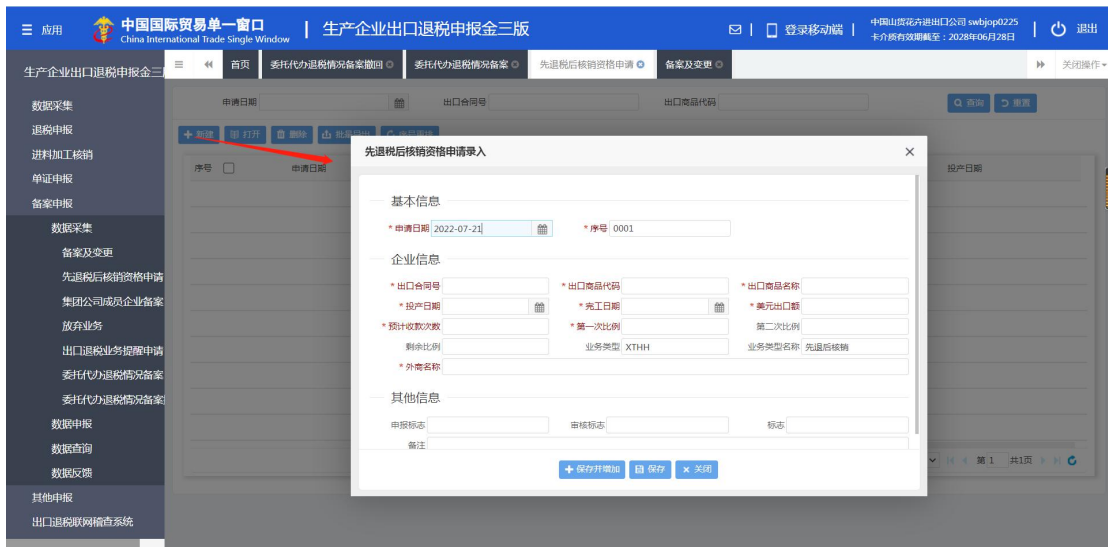 应用 中国国际贸易单一窗口 生产企业出口退税申报金三版 登录移动端 中国山货花卉进出口公司 swbjop0225 退出
China International Trade Single Window 卡介质有效期截至：2028年06月28日
生产企业出口退税申报金三 首页 委托代办退税情况备案撤回 委托代办退税情况备案 先退税后核销资格申请 备案及变更 关闭操作
数据采集 申请日期 出口合同号 出口商品代码 查询 重置
退税申报 新建 打开 删除 批量导出
进料加工核销 先退税后核销资格申请录入
序号 申请日期 投产日期
单证申报
备案申报 基本信息
数据采集 *申请日期 2022-07-21 *序号 0001
备案及变更 企业信息
先退税后核销资格申请 *出口合同号 *出口商品代码 *出口商品名称
集团公司成员企业备案 *投产日期 *完工日期 *美元出口额
放弃业务 *预计收款次数 *第一次比例 第二次比例
出口退税业务提醒申请 剩余比例 业务类型 XTHH 业务类型名称 先退后核销
委托代办退税情况备案 *外商名称
委托代办退税情况备案 其他信息
数据申报 申报标志 审核标志 标志
数据查询 备注
数据反馈 保存并增加 保存 关闭 第 1 共1页
其他申报
出口退税联网稽查系统